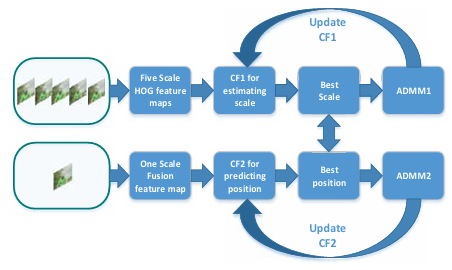 Update
CF1
Five Scale
HOG feature
maps
CF1 for
estimating
scale
Best
Scale
ADMM1
One Scale
Fusion
feature map
CF2 for
predicting
position
Best
position
ADMM2
Update
CF2